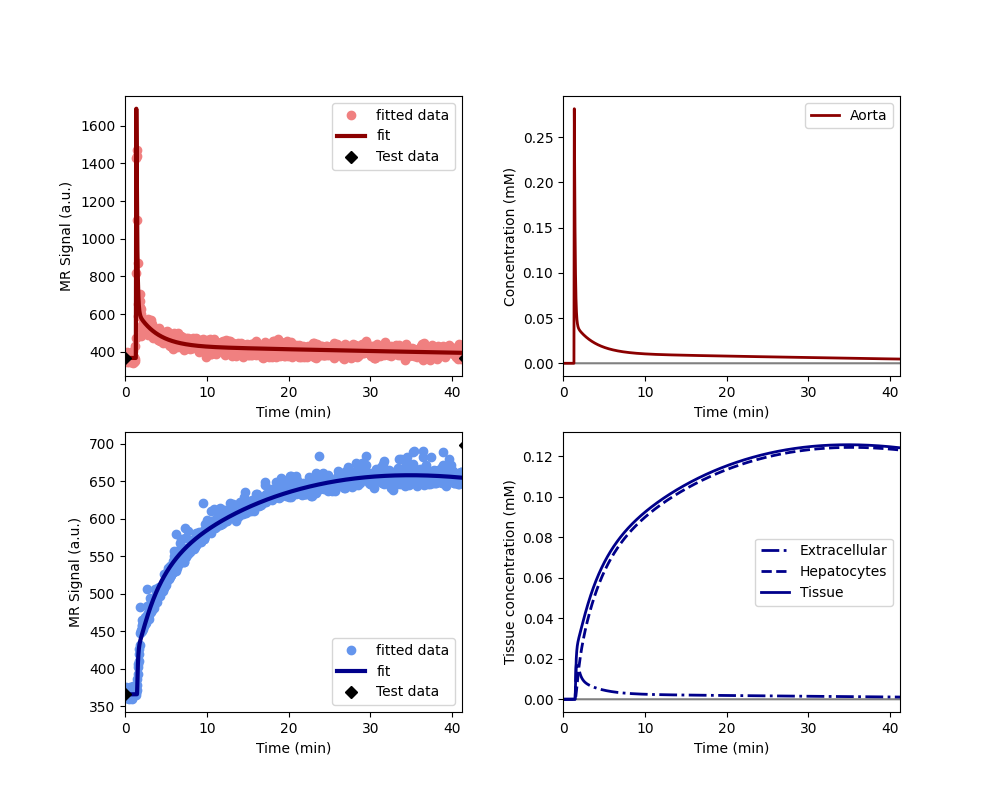 MR Signal (a.u.)
1600
1400
1200
1000
800
600
400
0
10
20
30
40
Time (min)
fitted data
fit
Test data
Concentration (mM)
0.25
0.20
0.15
0.10
0.05
0.00
0
10
20
30
40
Time (min)
Aorta
MR Signal (a.u.)
700
650
600
550
500
450
400
350
0
10
20
30
40
Time (min)
fitted data
fit
Test data
Tissue concentration (mM)
0.12
0.10
0.08
0.06
0.04
0.02
0.00
0
10
20
30
40
Time (min)
Extracellular
Hepatocytes
Tissue